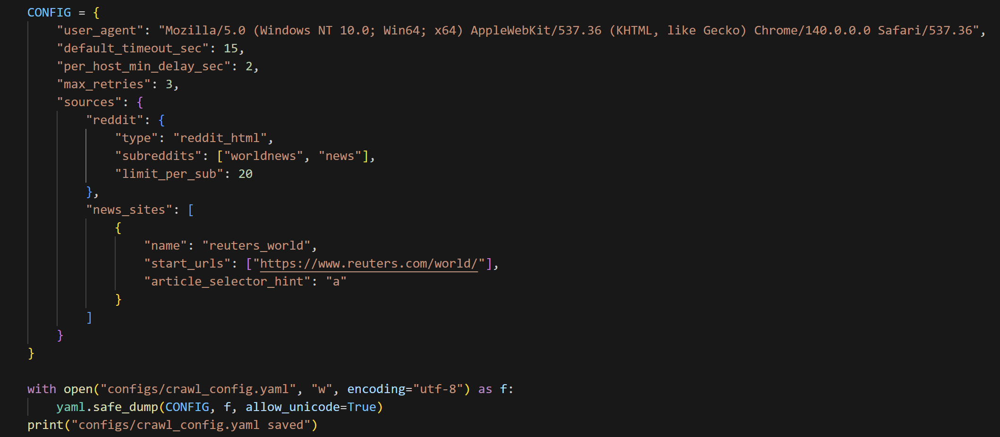 CONFIG = {
    "user_agent": "Mozilla/5.0 (Windows NT 10.0; Win64; x64) AppleWebKit/537.36 (KHTML, like Gecko) Chrome/140.0.0.0 Safari/537.36",
    "default_timeout_sec": 15,
    "per_host_min_delay_sec": 2,
    "max_retries": 3,
    "sources": {
        "reddit": {
            "type": "reddit_html",
            "subreddits": ["worldnews", "news"],
            "limit_per_sub": 20
        },
        "news_sites": [
            {
                "name": "reuters_world",
                "start_urls": ["https://www.reuters.com/world/"],
                "article_selector_hint": "a"
            }
        ]
    }
}

with open("configs/crawl_config.yaml", "w", encoding="utf-8") as f:
    yaml.safe_dump(CONFIG, f, allow_unicode=True)
print("configs/crawl_config.yaml saved")